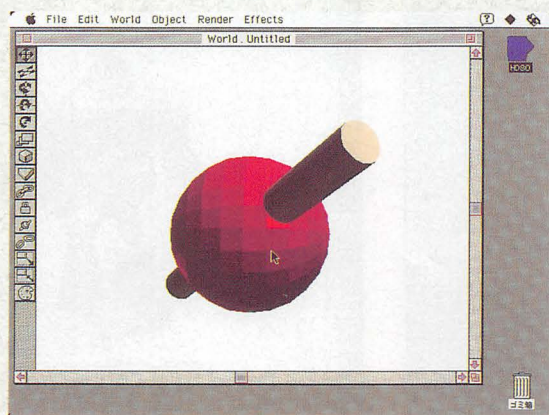 File Edit World Object Render Effects
World . Untitled
HD80
ゴミ箱